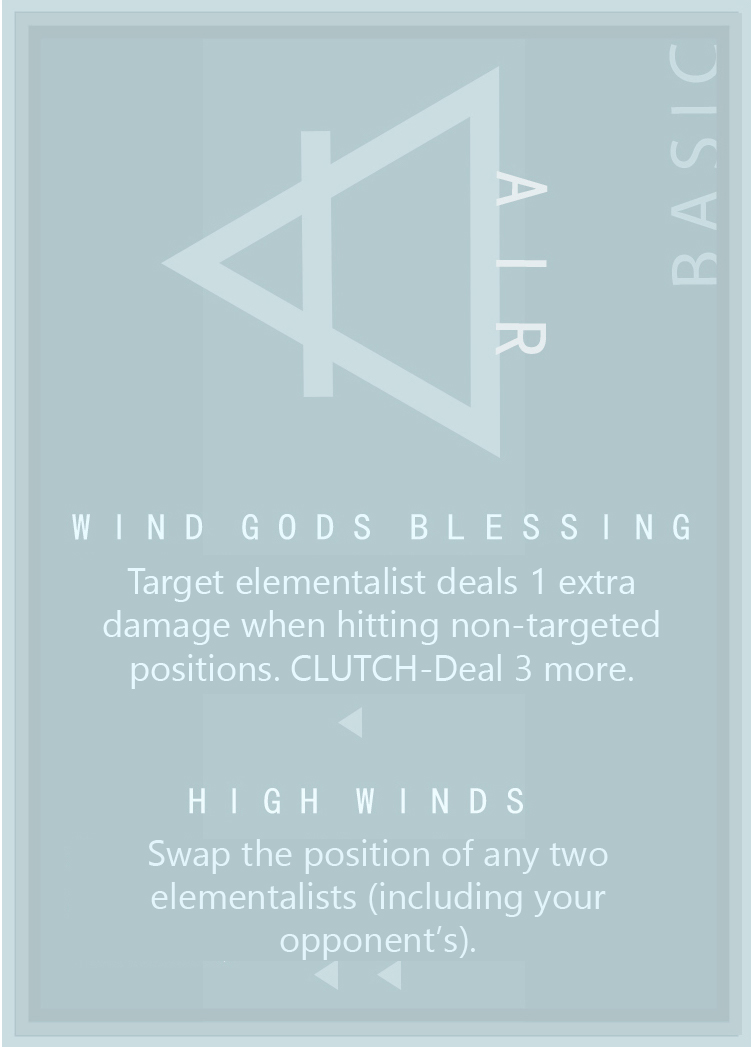 BASIC
AIR
WIND GODS BLESSING
Target elementalist deals 1 extra
damage when hitting non-targeted
positions. CLUTCH-Deal 3 more.
HIGH WINDS
Swap the position of any two
elementalists (including your
opponent's).